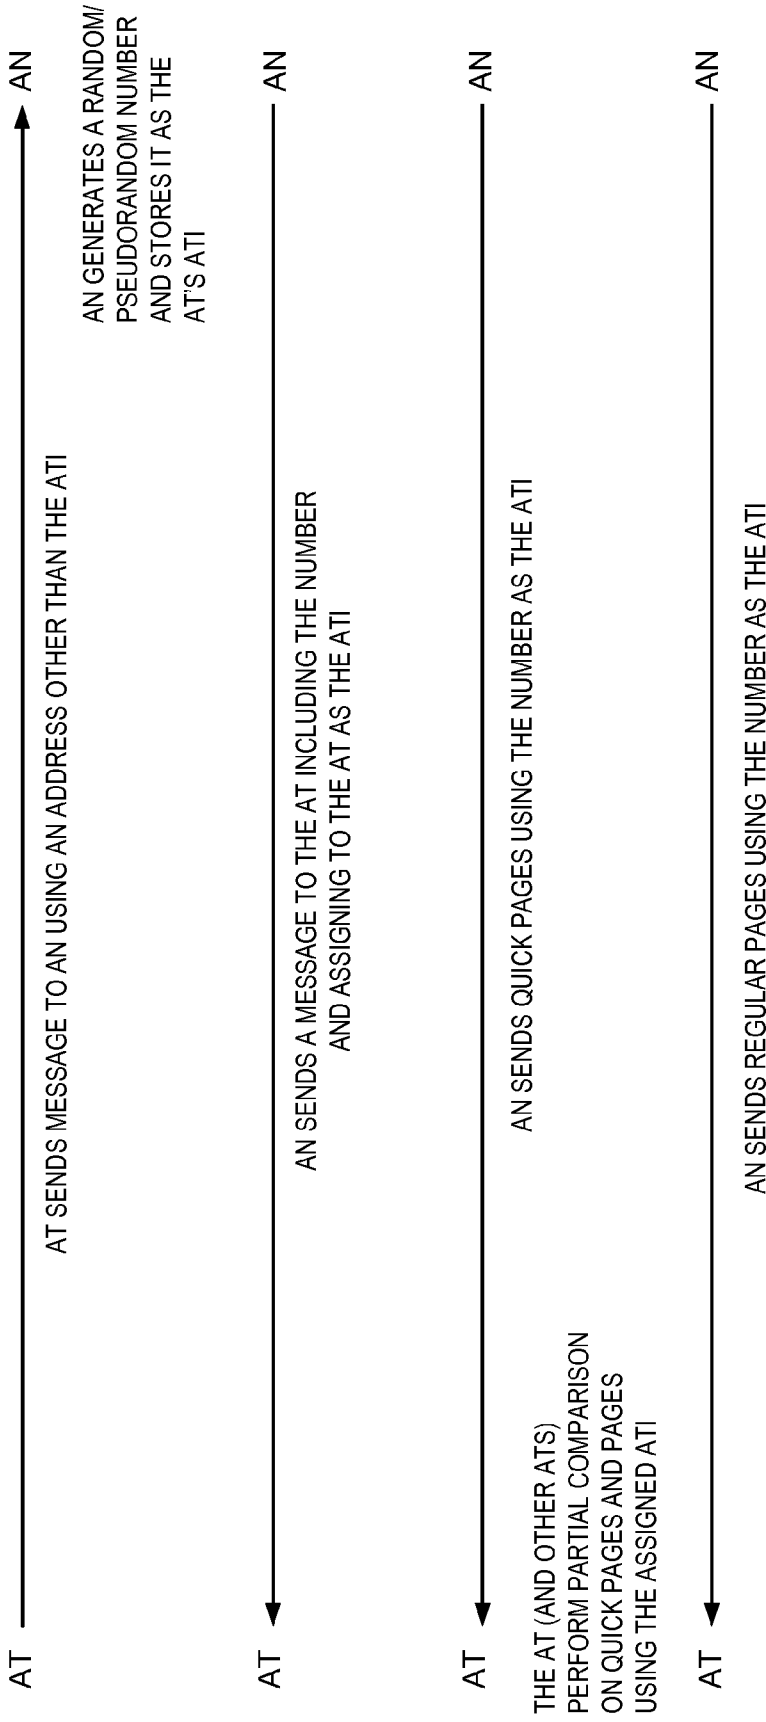 AT AN
AT SENDS MESSAGE TO AN USING AN ADDRESS OTHER THAN THE ATI
AN GENERATES A RANDOM/
PSEUDORANDOM NUMBER
AND STORES IT AS THE
AT'S ATI
AT AN
AN SENDS A MESSAGE TO THE AT INCLUDING THE NUMBER
AND ASSIGNING TO THE AT AS THE ATI
AT AN
AN SENDS QUICK PAGES USING THE NUMBER AS THE ATI
THE AT (AND OTHER ATS)
PERFORM PARTIAL COMPARISON
ON QUICK PAGES AND PAGES
USING THE ASSIGNED ATI
AT AN
AN SENDS REGULAR PAGES USING THE NUMBER AS THE ATI